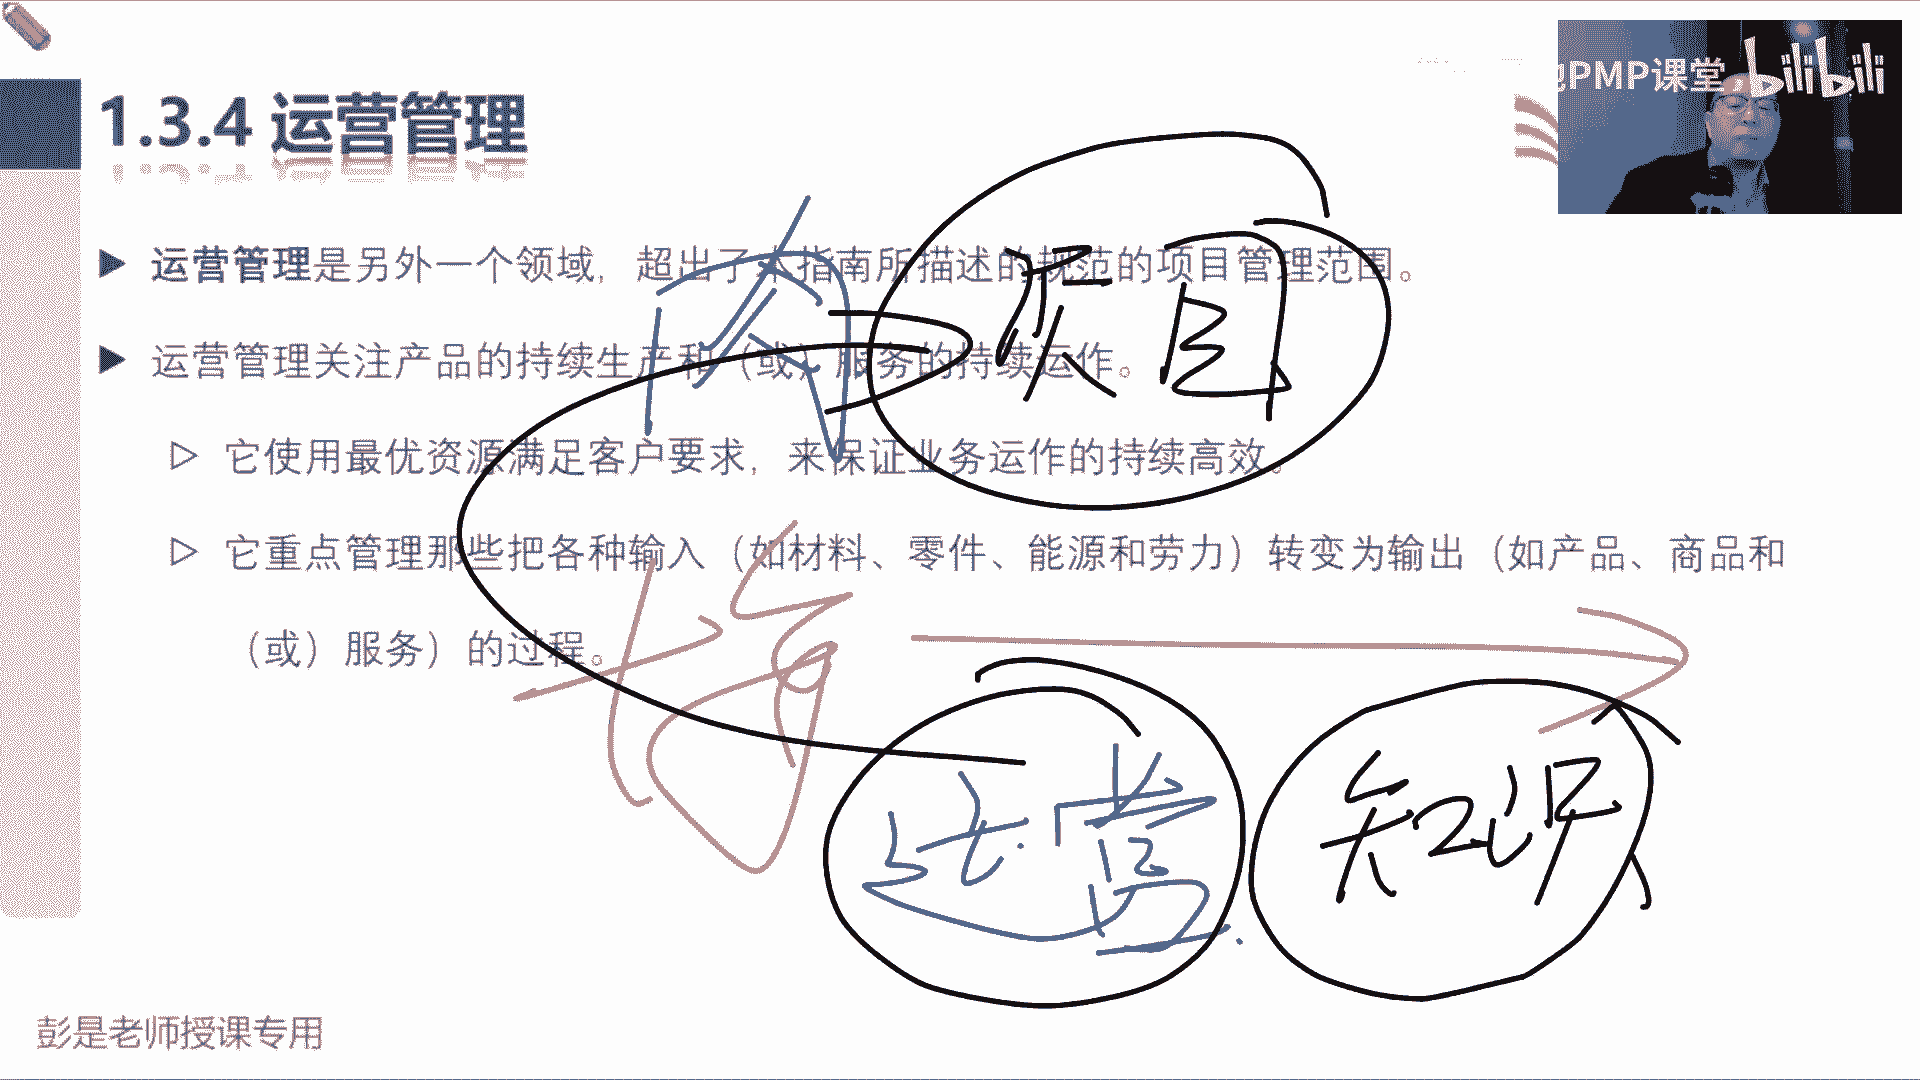 地PMP课堂 bilibili
1.3.4 运营管理
运营管理是另外一个领域，超出了本指南所描述的规范的项目管理范围。
项目
运营管理关注产品的持续生产和（或）服务的持续运作。
它使用最优资源满足客户要求，来保证业务运作的持续高效。
它重点管理那些把各种输入（如材料、零件、能源和劳力）转变为输出（如产品、商品和
（或）服务）的过程。
运营 知识
彭是老师授课专用